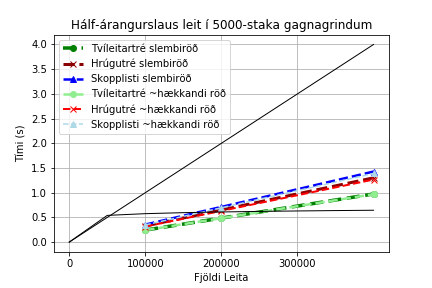 Hálf-árangurslaus leit í 5000-staka gagnagrindum
4.0
3.5
3.0
2.5
2.0
1.5
1.0
0.5
0.0
Tími (s)
Tvíleitartré slembiröð
Hrúgutré slembiröð
Skopplisti slembiröð
Tvíleitartré ~hækkandi röð
Hrúgutré ~hækkandi röð
Skopplisti ~hækkandi röð
0
100000
200000
300000
Fjöldi Leita